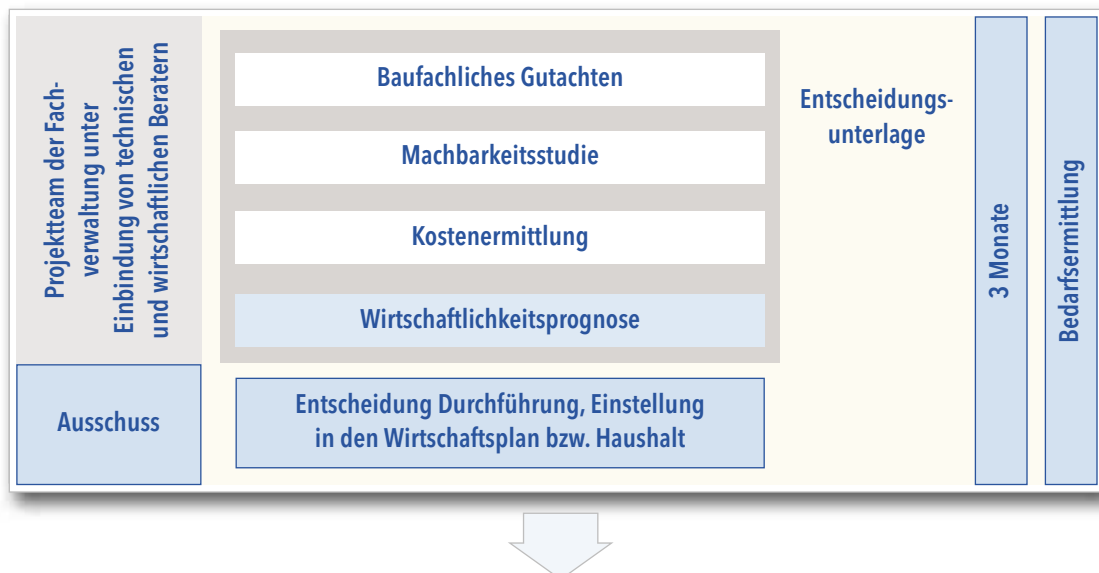 Projektteam der Fach-
verwaltung unter
Einbindung von technischen
und wirtschaftlichen Beratern
Baufachliches Gutachten
Machbarkeitsstudie
Kostenermittlung
Wirtschaftlichkeitsprognose
Entscheidungs-
unterlage
3 Monate
Bedarfsermittlung
Ausschuss
Entscheidung Durchführung, Einstellung
in den Wirtschaftsplan bzw. Haushalt